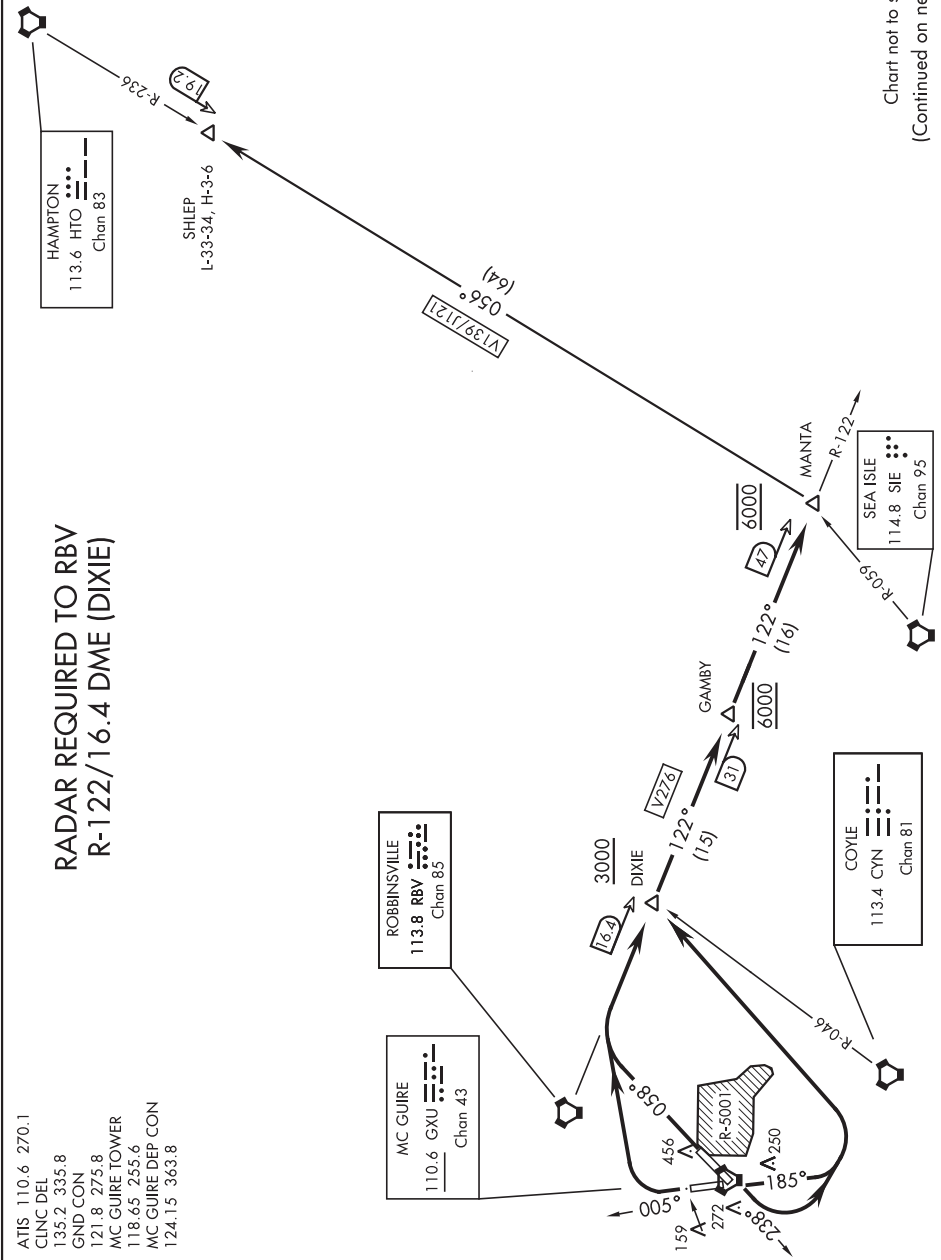 RADAR REQUIRED TO RBV
R-122/16.4 DME (DIXIE)
ATIS 110.6 270.1
CLNC DEL
135.2 335.8
GND CON
121.8 275.8
MC GUIRE TOWER
118.65 255.6
MC GUIRE DEP CON
124.15 363.8
HAMPTON
113.6 HTO
Chan 83
R-236
19.2
SHLEP
L-33-34, H-3-6
056°
(64)
V139/J121
ROBBINSVILLE
113.8 RBV
Chan 85
MC GUIRE
110.6 GXU
Chan 43
3000
DIXIE
16.4
V276
122°
(15)
GAMBY
6000
31
122°
(16)
6000
47
MANTA
R-122
SEA ISLE
114.8 SIE
Chan 95
R-059
COYLE
113.4 CYN
Chan 81
R-046
R-5001
058°
005°
185°
238°
456
250
272
159
Chart not to s
(Continued on ne